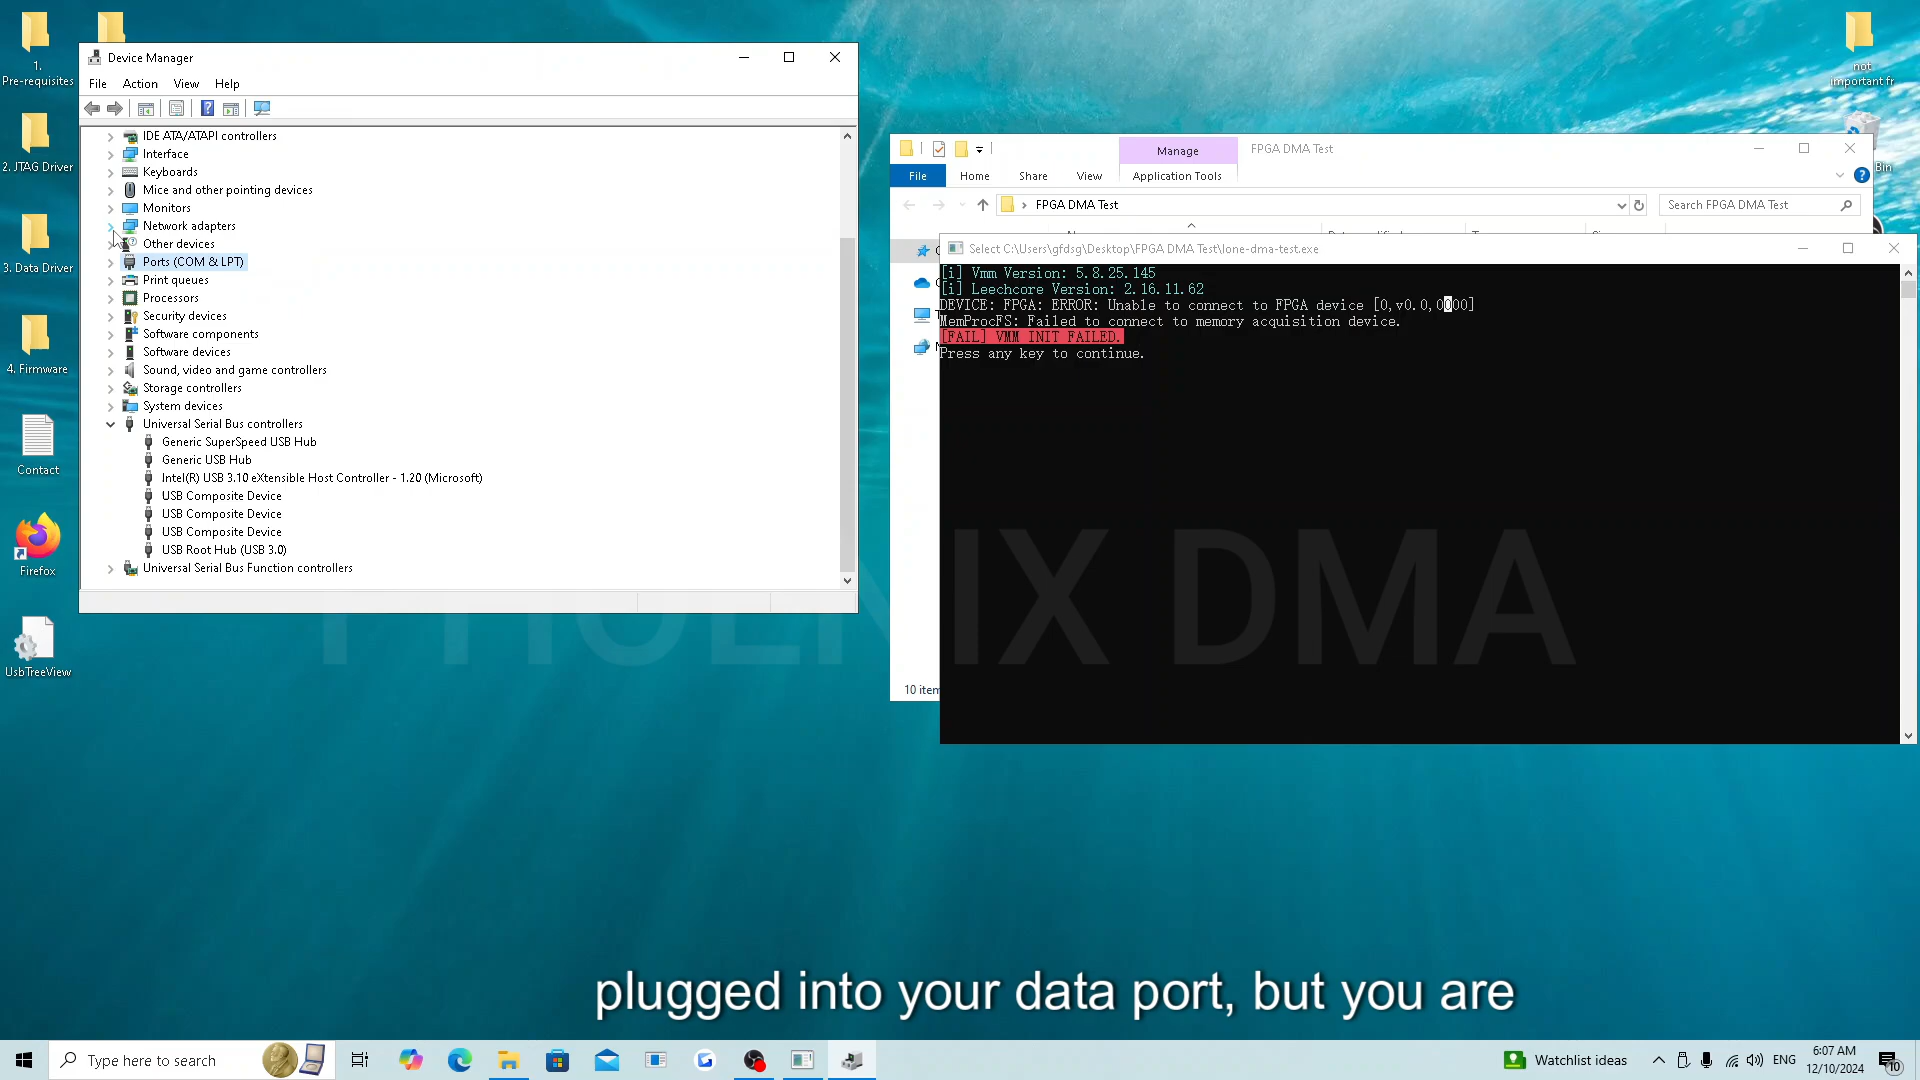 1.
Pre-requisites
2. JTAG Driver
3. Data Driver
4. Firmware
Contact
Firefox
UsbTreeView
Device Manager
File Action View Help
IDE ATA/ATAPI controllers
Interface
Keyboards
Mice and other pointing devices
Monitors
Network adapters
Other devices
Ports (COM & LPT)
Print queues
Processors
Security devices
Software components
Software devices
Sound, video and game controllers
Storage controllers
System devices
Universal Serial Bus controllers
Generic SuperSpeed USB Hub
Generic USB Hub
Intel(R) USB 3.10 eXtensible Host Controller - 1.20 (Microsoft)
USB Composite Device
USB Composite Device
USB Composite Device
USB Root Hub (USB 3.0)
Universal Serial Bus Function controllers
not
important fr
Bin
Manage
FPGA DMA Test
File Home Share View Application Tools
FPGA DMA Test
Search FPGA DMA Test
10 item
Select C:\Users\gfdsg\Desktop\FPGA DMA Test\lone-dma-test.exe
[i] Vmm Version: 5.8.25.145
[i] Leechcore Version: 2.16.11.62
DEVICE: FPGA: ERROR: Unable to connect to FPGA device [0,v0.0,0000]
MemProcFS: Failed to connect to memory acquisition device.
[FAIL] VMM INIT FAILED.
Press any key to continue.
PHOENIX DMA
plugged into your data port, but you are
Type here to search
Watchlist ideas
ENG
6:07 AM
12/10/2024
10